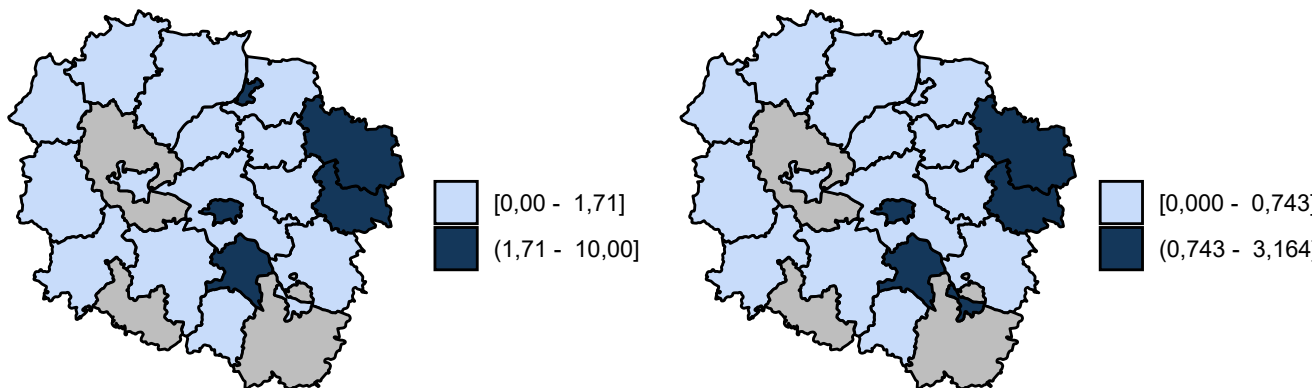 [0,00 - 1,71]
(1,71 - 10,00]
[0,000 - 0,743]
(0,743 - 3,164]